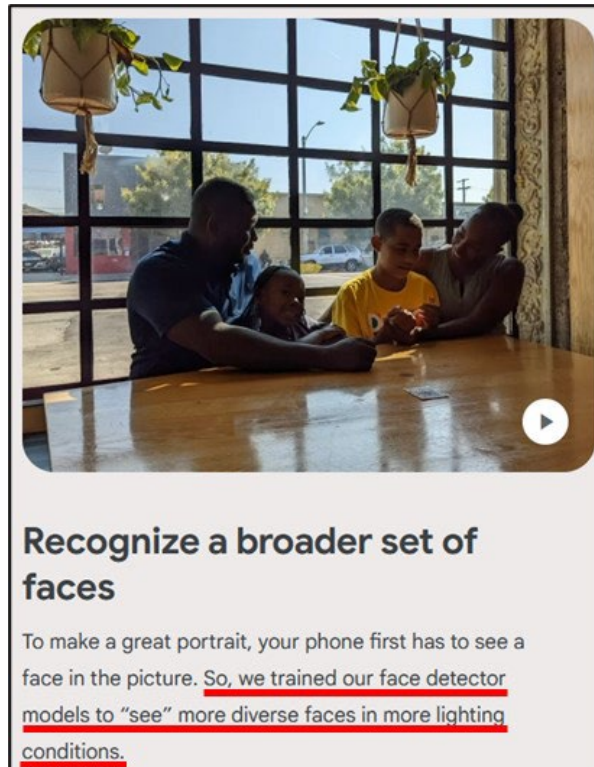 Recognize a broader set of
faces
To make a great portrait, your phone first has to see a
face in the picture. So, we trained our face detector
models to “see” more diverse faces in more lighting
conditions.